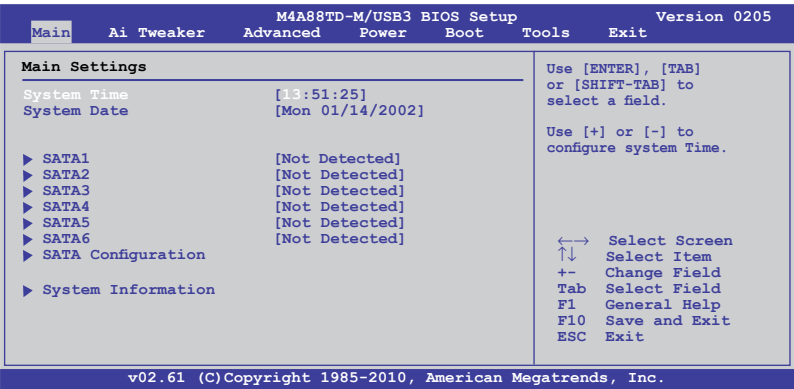 M4A88TD-M/USB3 BIOS Setup Version 0205
Main Ai Tweaker Advanced Power Boot Tools Exit
Main Settings
System Time [13:51:25]
System Date [Mon 01/14/2002]
SATA1 [Not Detected]
SATA2 [Not Detected]
SATA3 [Not Detected]
SATA4 [Not Detected]
SATA5 [Not Detected]
SATA6 [Not Detected]
SATA Configuration
System Information
Use [ENTER], [TAB]
or [SHIFT-TAB] to
select a field.
Use [+] or [-] to
configure system Time.
←→ Select Screen
↑↓ Select Item
+- Change Field
Tab Select Field
F1 General Help
F10 Save and Exit
ESC Exit
v02.61 (C)Copyright 1985-2010, American Megatrends, Inc.